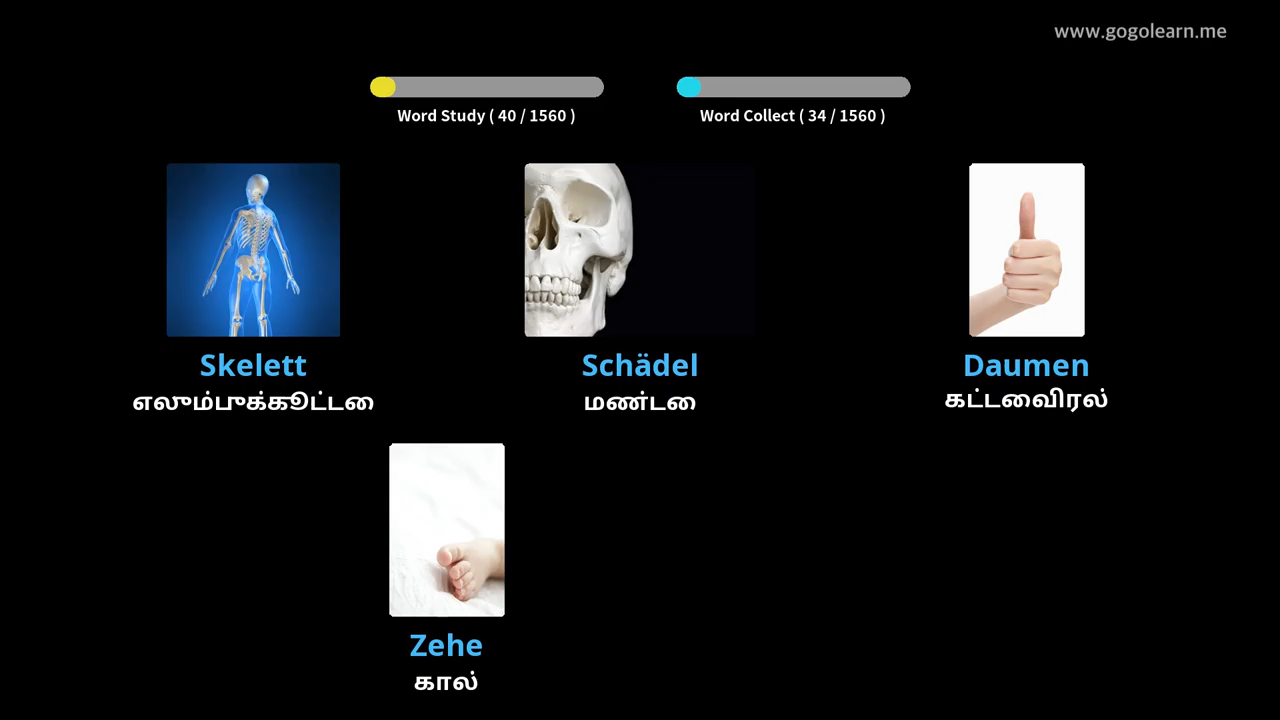 www.gogolearn.me
Word Study ( 40 / 1560 )
Word Collect ( 34 / 1560 )
Skelett
எலும்புக்கூட்டை
Schädel
மண்டை
Daumen
கட்டைவிரல்
Zehe
கால்